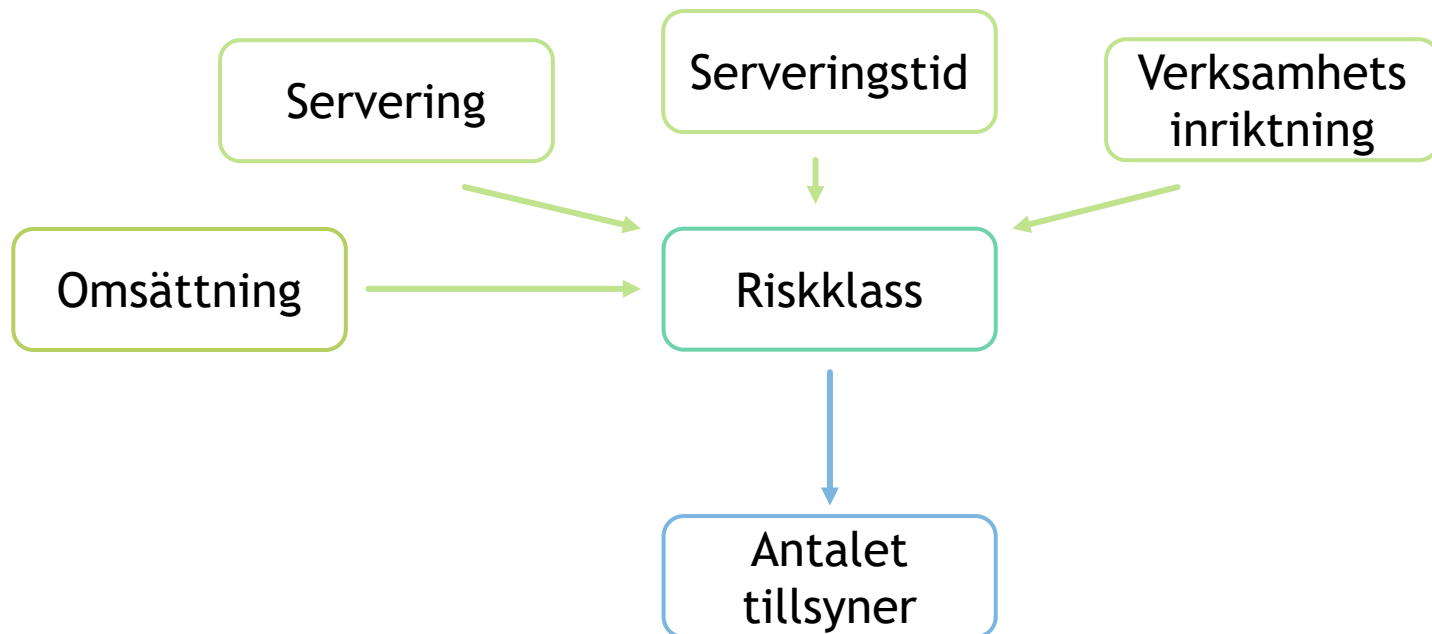 Servering
Serveringstid
Verksamhets
inriktning
Omsättning
Riskklass
Antalet
tillsyner